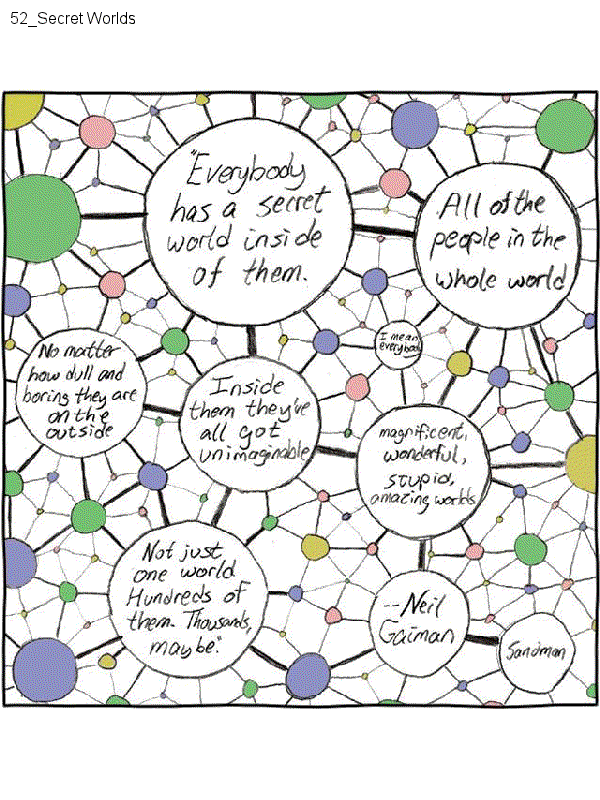 52_Secret Worlds
"Everybody
has a secret
world inside
of them.
All of the
people in the
whole world
I mean
everybody
No matter
how dull and
boring they are
on the
outside
Inside
them they've
all got
unimaginable
magnificent,
wonderful,
stupid,
amazing worlds
Not just
one world.
Hundreds of
them. Thousands,
maybe."
--Neil
Gaiman
Sandman